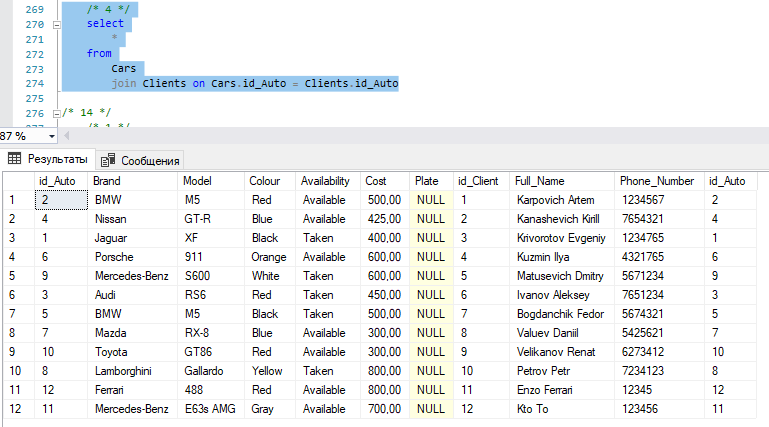 269 /* 4 */
270 select
271 *
272 from
273 Cars
274 join Clients on Cars.id_Auto = Clients.id_Auto
275
276 /* 14 */
87 %
Результаты Сообщения
id_Auto Brand Model Colour Availability Cost Plate id_Client Full_Name Phone_Number id_Auto
1 2 BMW M5 Red Available 500,00 NULL 1 Karpovich Artem 1234567 2
2 4 Nissan GT-R Blue Available 425,00 NULL 2 Kanashevich Kirill 7654321 4
3 1 Jaguar XF Black Taken 400,00 NULL 3 Krivorotov Evgeniy 1234765 1
4 6 Porsche 911 Orange Available 600,00 NULL 4 Kuzmin Ilya 4321765 6
5 9 Mercedes-Benz S600 White Taken 600,00 NULL 5 Matusevich Dmitry 5671234 9
6 3 Audi RS6 Red Taken 450,00 NULL 6 Ivanov Aleksey 7651234 3
7 5 BMW M5 Black Taken 500,00 NULL 7 Bogdanchik Fedor 5674321 5
8 7 Mazda RX-8 Blue Available 300,00 NULL 8 Valuev Daniil 5425621 7
9 10 Toyota GT86 Red Available 300,00 NULL 9 Velikanov Renat 6273412 10
10 8 Lamborghini Gallardo Yellow Taken 800,00 NULL 10 Petrov Petr 7234123 8
11 12 Ferrari 488 Red Available 800,00 NULL 11 Enzo Ferrari 12345 12
12 11 Mercedes-Benz E63s AMG Gray Available 700,00 NULL 12 Kto To 123456 11